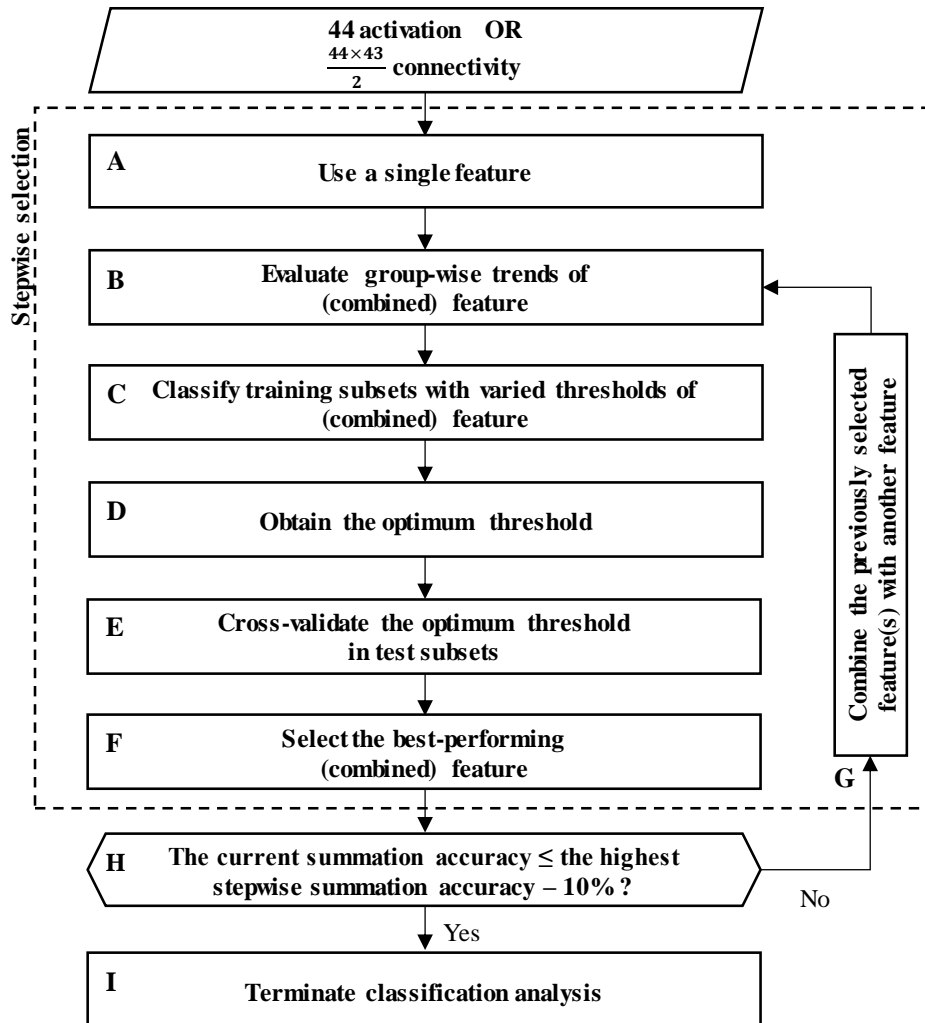 44 activation OR
44×43/2 connectivity
Stepwise selection
A
Use a single feature
B
Evaluate group-wise trends of
(combined) feature
C
Classify training subsets with varied thresholds of
(combined) feature
D
Obtain the optimum threshold
E
Cross-validate the optimum threshold
in test subsets
F
Select the best-performing
(combined) feature
G
Combine the previously selected
feature(s) with another feature
H
The current summation accuracy ≤ the highest
stepwise summation accuracy – 10% ?
No
Yes
I
Terminate classification analysis